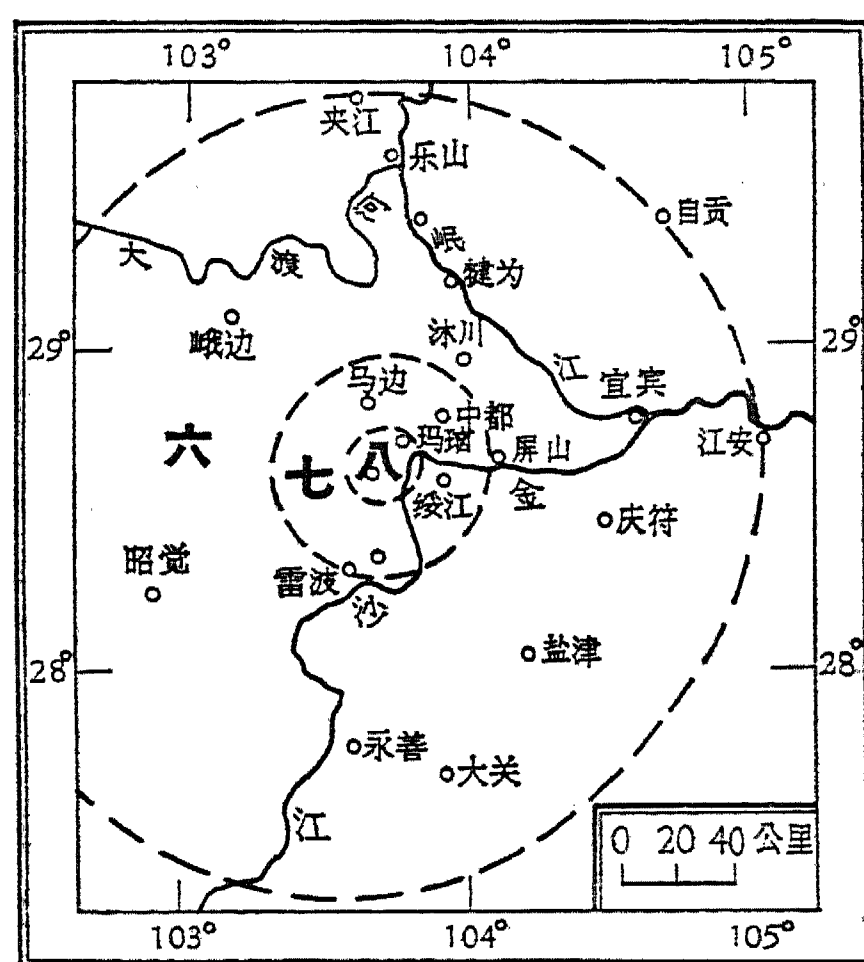 103° 104° 105°
夹江
乐山
河
自贡
岷
大 渡
犍为
沐川
峨边
29° 29°
江 宜宾
马边
中都
玛瑙
江安
六 七 八
屏山
绥江 金
庆符
昭觉
雷波
沙
盐津
28° 28°
永善
大关
江
0 20 40 公里
103° 104° 105°